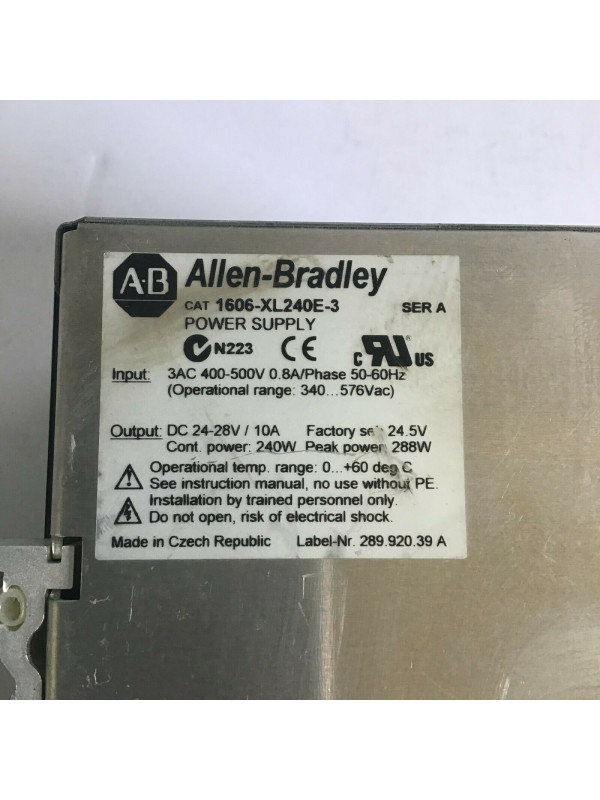 A-B Allen-Bradley
CAT 1606-XL240E-3 SER A
POWER SUPPLY
N223 CE c RU US
Input: 3AC 400-500V 0.8A/Phase 50-60Hz
(Operational range: 340...576Vac)
Output: DC 24-28V / 10A Factory set 24.5V
Cont. power: 240W Peak power 288W
Operational temp. range: 0...+60 deg C
See instruction manual, no use without PE.
Installation by trained personnel only.
Do not open, risk of electrical shock.
Made in Czech Republic Label-Nr. 289.920.39 A